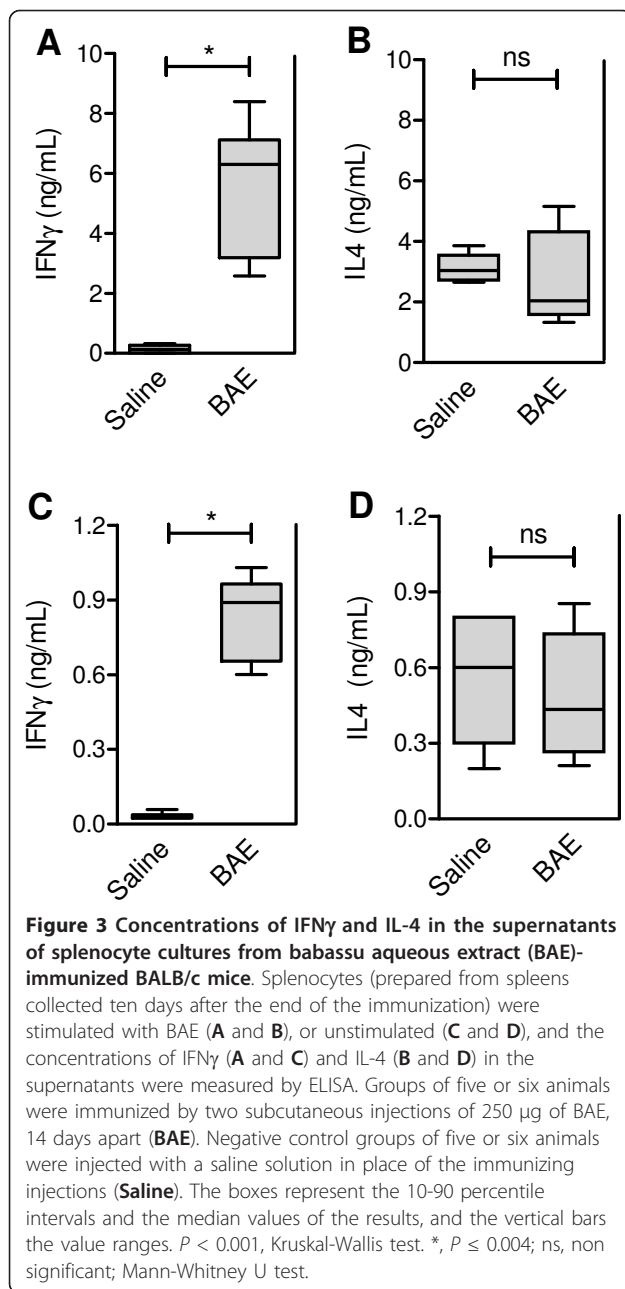 A
*
IFNγ (ng/mL)
10
8
6
4
2
0
Saline
BAE
B
ns
IL4 (ng/mL)
10
8
6
4
2
0
Saline
BAE
C
*
IFNγ (ng/mL)
1.2
0.9
0.6
0.3
0.0
Saline
BAE
D
ns
IL4 (ng/mL)
1.2
0.9
0.6
0.3
0.0
Saline
BAE
Figure 3 Concentrations of IFNγ and IL-4 in the supernatants
of splenocyte cultures from babassu aqueous extract (BAE)-
immunized BALB/c mice. Splenocytes (prepared from spleens
collected ten days after the end of the immunization) were
stimulated with BAE (A and B), or unstimulated (C and D), and the
concentrations of IFNγ (A and C) and IL-4 (B and D) in the
supernatants were measured by ELISA. Groups of five or six animals
were immunized by two subcutaneous injections of 250 μg of BAE,
14 days apart (BAE). Negative control groups of five or six animals
were injected with a saline solution in place of the immunizing
injections (Saline). The boxes represent the 10-90 percentile
intervals and the median values of the results, and the vertical bars
the value ranges. P < 0.001, Kruskal-Wallis test. *, P ≤ 0.004; ns, non
significant; Mann-Whitney U test.